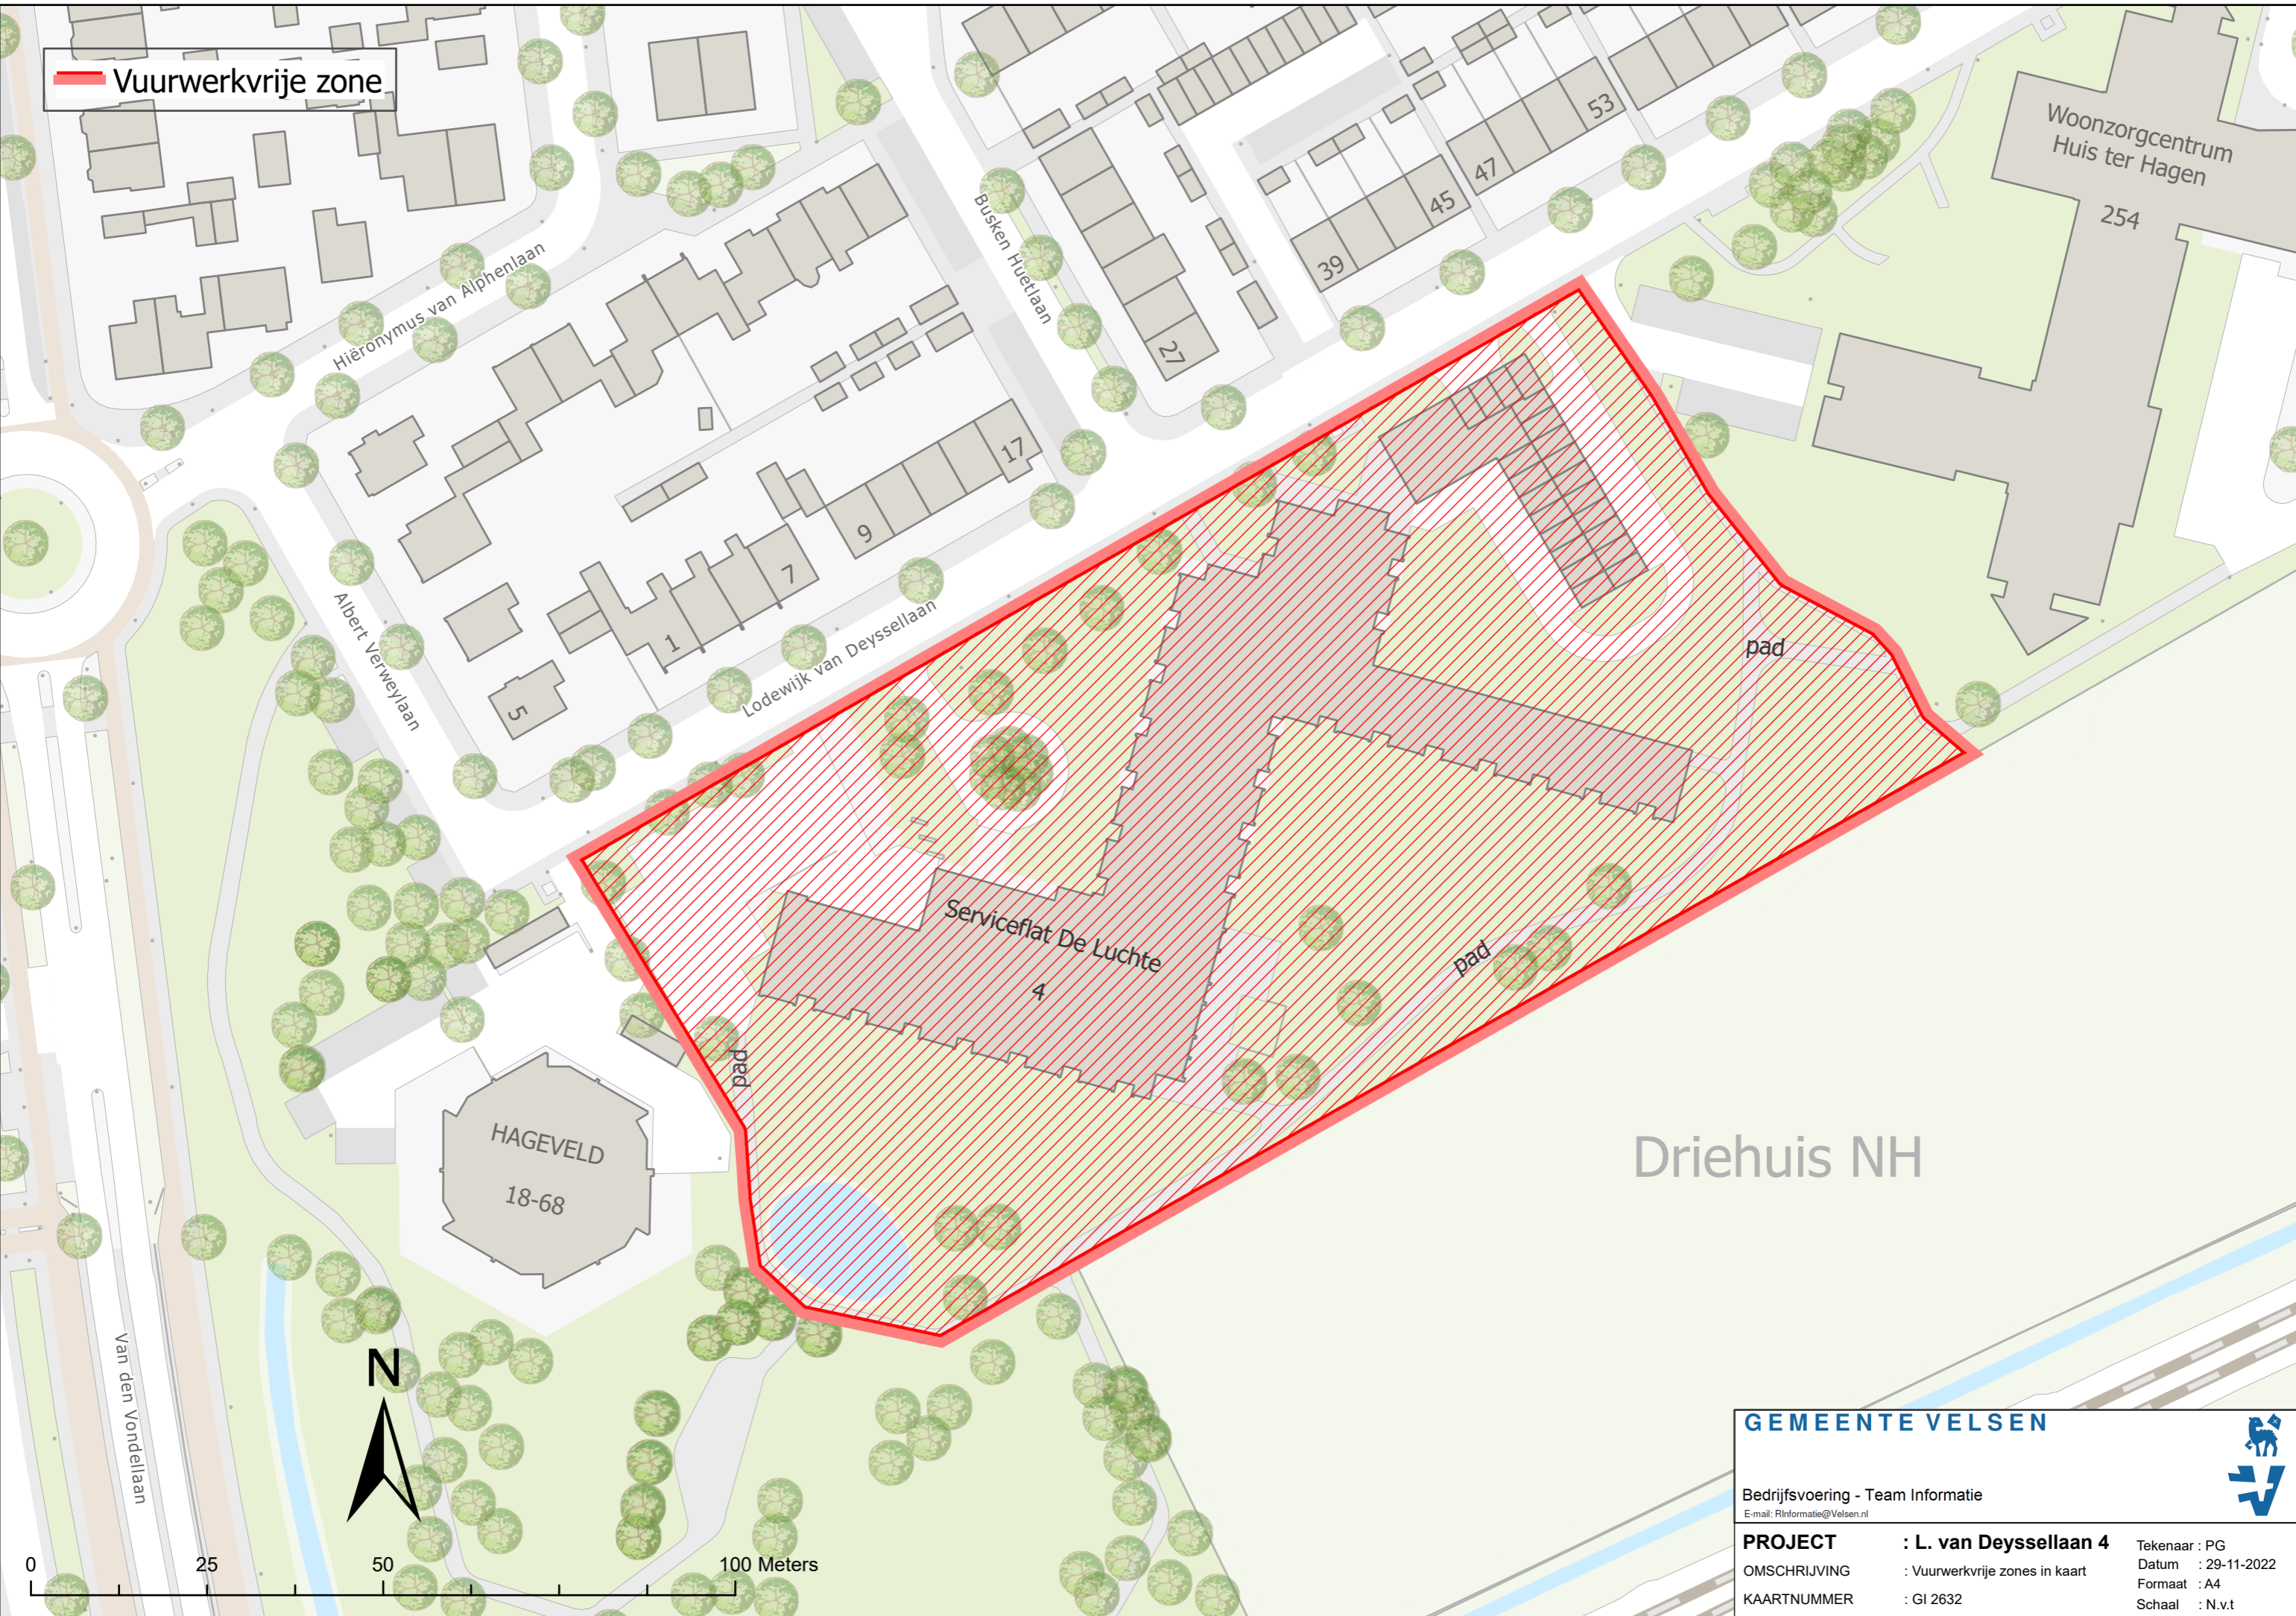 Vuurwerkvrije zone
Woonzorgcentrum
Huis ter Hagen
254
53
47
45
39
27
Busken Huetlaan
Hiëronymus van Alphenlaan
17
9
7
1
5
Albert Verweylaan
Lodewijk van Deyssellaan
pad
Serviceflat De Luchte
4
pad
pad
HAGEVELD
18-68
Driehuis NH
Van den Vondellaan
N
0 25 50 100 Meters
GEMEENTE VELSEN
Bedrijfsvoering - Team Informatie
E-mail: RInformatie@Velsen.nl
PROJECT : L. van Deyssellaan 4
OMSCHRIJVING : Vuurwerkvrije zones in kaart
KAARTNUMMER : GI 2632
Tekenaar : PG
Datum : 29-11-2022
Formaat : A4
Schaal : N.v.t